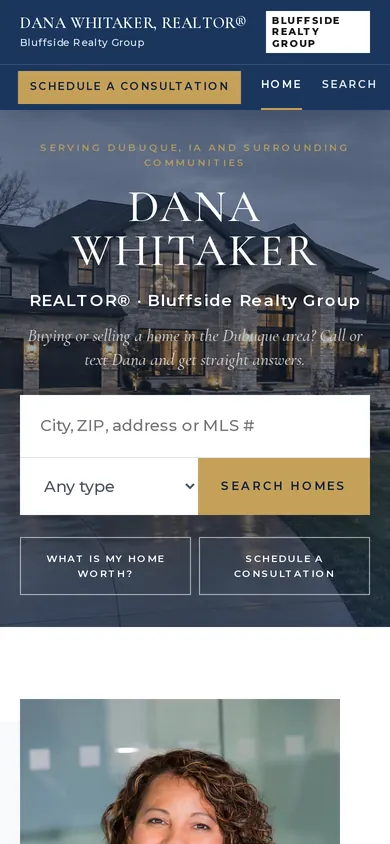 DANA WHITAKER, REALTOR®
Bluffside Realty Group
BLUFFSIDE
REALTY
GROUP
SCHEDULE A CONSULTATION
HOME
SEARCH
SERVING DUBUQUE, IA AND SURROUNDING
COMMUNITIES
DANA
WHITAKER
REALTOR® · Bluffside Realty Group
Buying or selling a home in the Dubuque area? Call or
text Dana and get straight answers.
City, ZIP, address or MLS #
Any type
SEARCH HOMES
WHAT IS MY HOME
WORTH?
SCHEDULE A
CONSULTATION